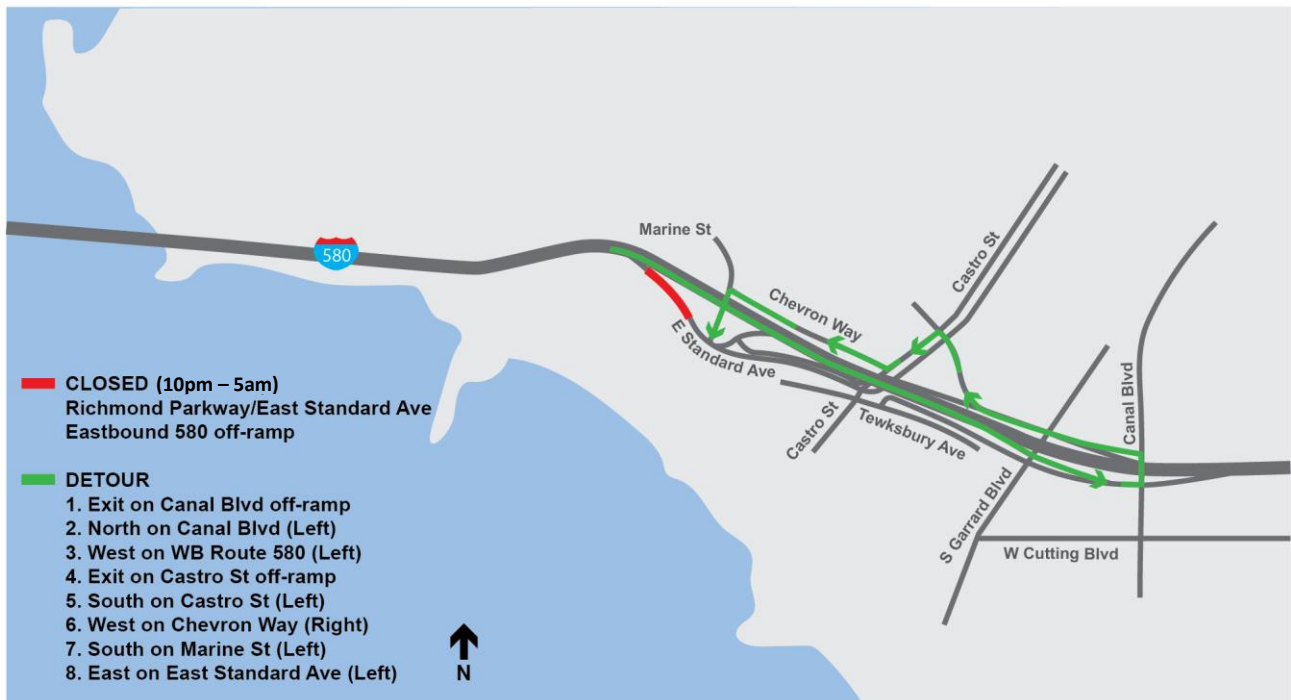 Marine St
580
Castro St
Chevron Way
E Standard Ave
Canal Blvd
Castro St
Tewksbury Ave
S Garrard Blvd
W Cutting Blvd
CLOSED (10pm – 5am)
Richmond Parkway/East Standard Ave
Eastbound 580 off-ramp
DETOUR
1. Exit on Canal Blvd off-ramp
2. North on Canal Blvd (Left)
3. West on WB Route 580 (Left)
4. Exit on Castro St off-ramp
5. South on Castro St (Left)
6. West on Chevron Way (Right)
7. South on Marine St (Left)
8. East on East Standard Ave (Left)
N